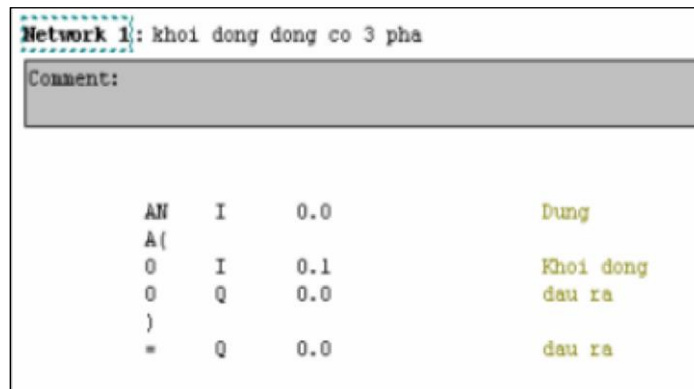 Network 1: khoi dong dong co 3 pha
Comment:
AN I 0.0 Dung
A(
O I 0.1 Khoi dong
O Q 0.0 dau ra
)
= Q 0.0 dau ra